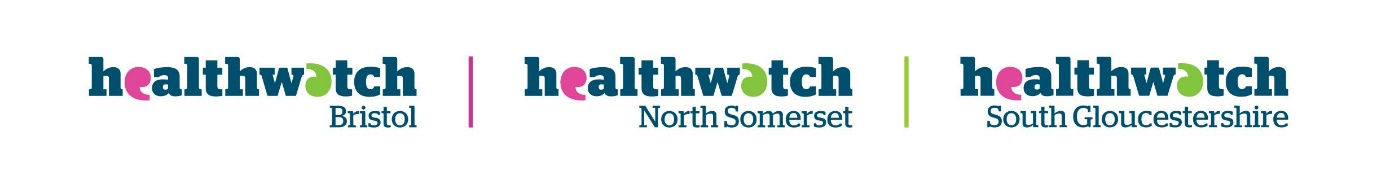 healthwatch
Bristol
healthwatch
North Somerset
healthwatch
South Gloucestershire